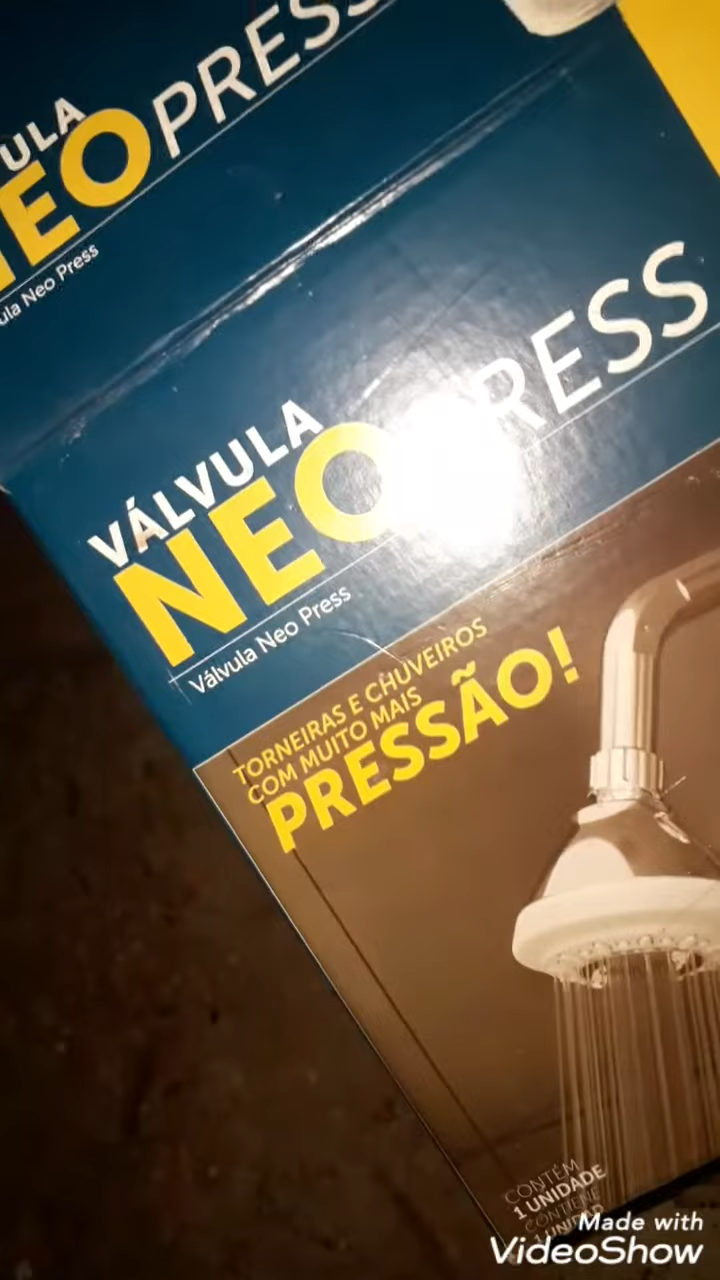 ULA
NEOPRESS
ula Neo Press
VÁLVULA
NEOPRESS
Válvula Neo Press
TORNEIRAS E CHUVEIROS
COM MUITO MAIS
PRESSÃO!
CONTÉM
1 UNIDADE
CONTIENE
Made with
VideoShow